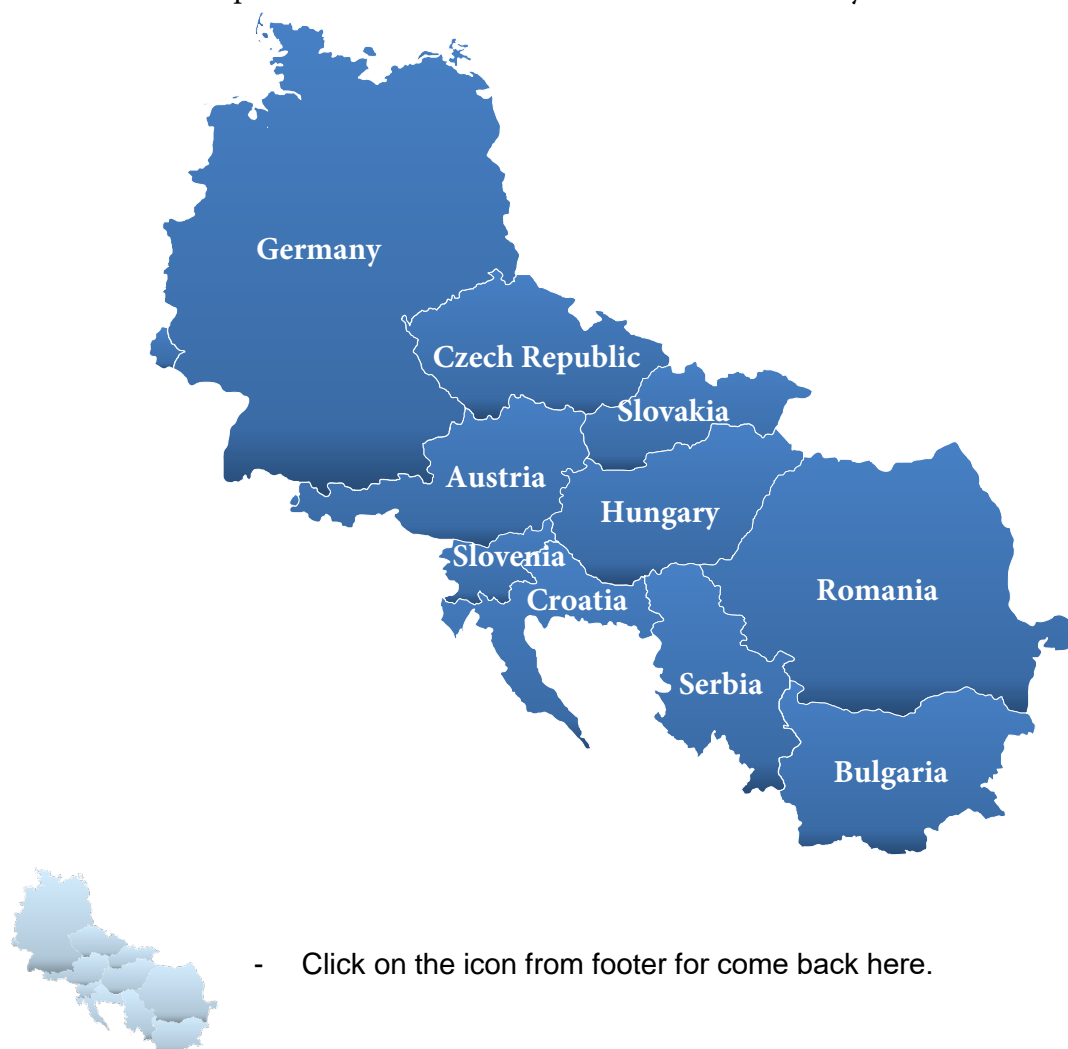 Germany
Czech Republic
Slovakia
Austria
Hungary
Slovenia
Croatia
Romania
Serbia
Bulgaria
- Click on the icon from footer for come back here.